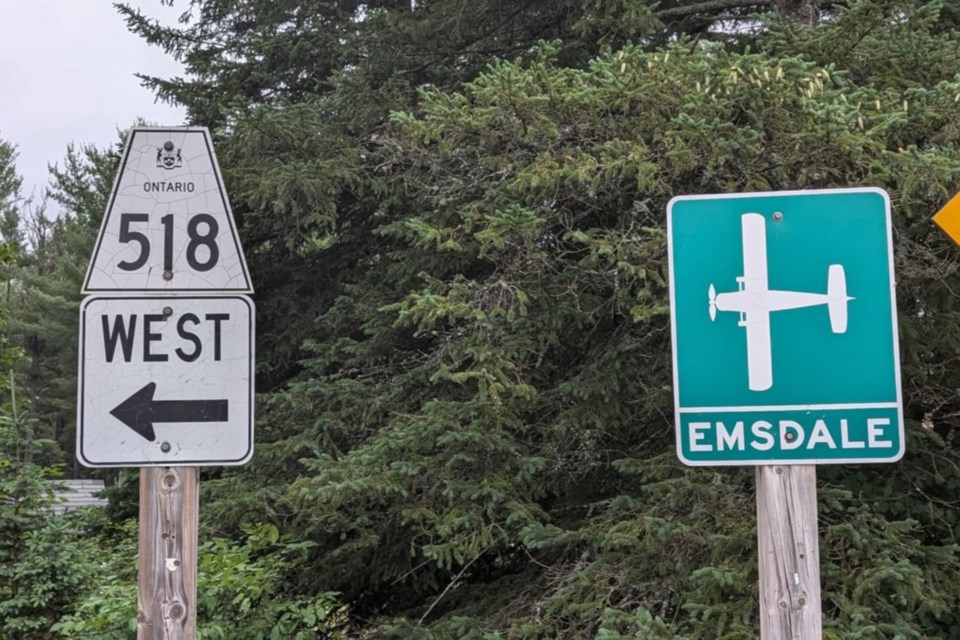 ONTARIO
518
WEST
EMSDALE